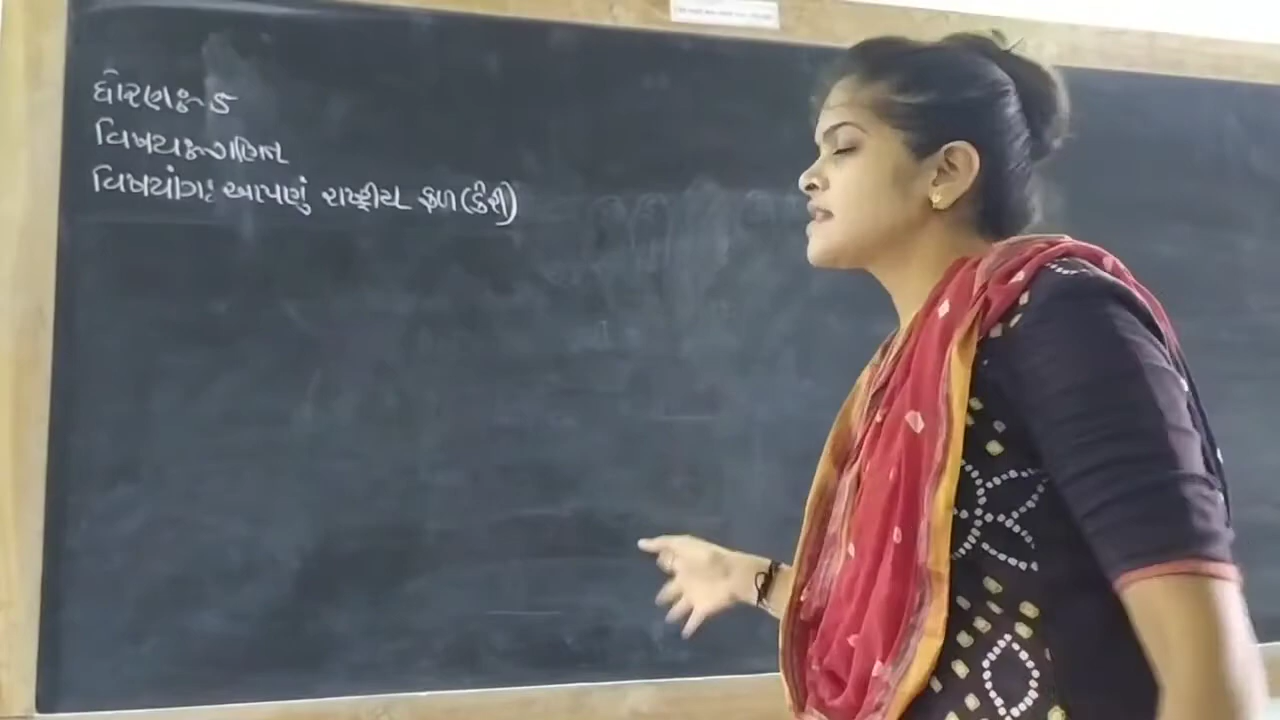 ધોરણઃ- ૬
વિષયઃ-ગણિત
વિષયાંગઃ આપણું રાષ્ટ્રીય ફળ(કેરી)